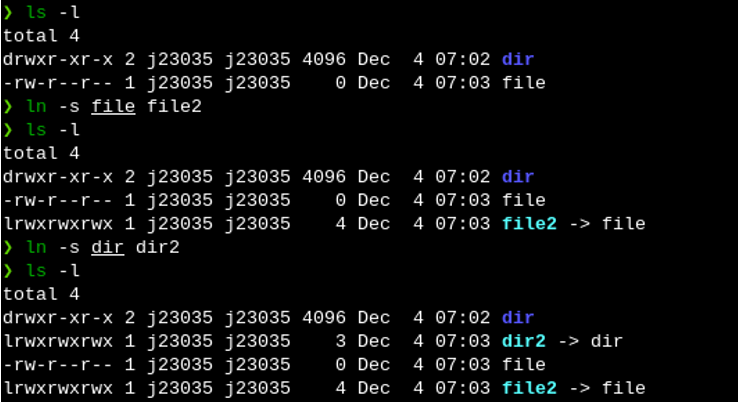 ❯ ls -l
total 4
drwxr-xr-x 2 j23035 j23035 4096 Dec  4 07:02 dir
-rw-r--r-- 1 j23035 j23035    0 Dec  4 07:03 file
❯ ln -s file file2
❯ ls -l
total 4
drwxr-xr-x 2 j23035 j23035 4096 Dec  4 07:02 dir
-rw-r--r-- 1 j23035 j23035    0 Dec  4 07:03 file
lrwxrwxrwx 1 j23035 j23035    4 Dec  4 07:03 file2 -> file
❯ ln -s dir dir2
❯ ls -l
total 4
drwxr-xr-x 2 j23035 j23035 4096 Dec  4 07:02 dir
lrwxrwxrwx 1 j23035 j23035    3 Dec  4 07:03 dir2 -> dir
-rw-r--r-- 1 j23035 j23035    0 Dec  4 07:03 file
lrwxrwxrwx 1 j23035 j23035    4 Dec  4 07:03 file2 -> file